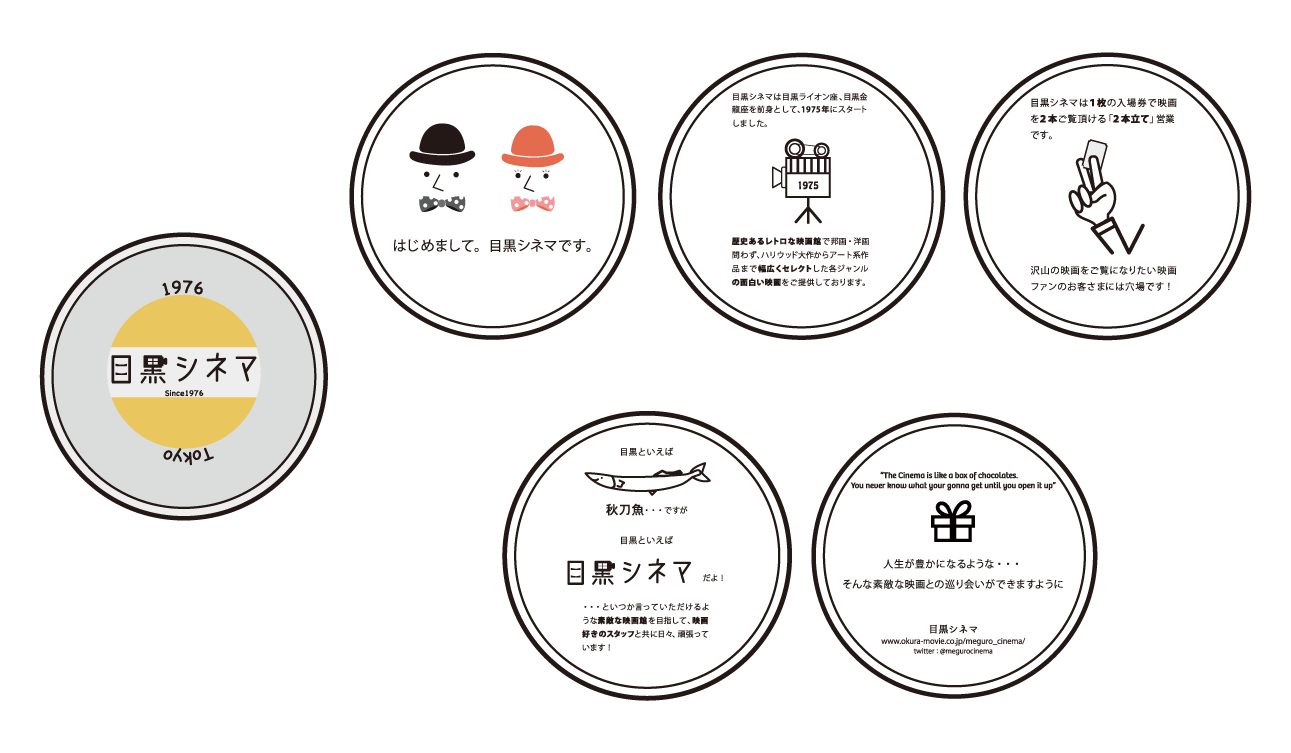 1976
目黒シネマ
Since1976
Tokyo
はじめまして。目黒シネマです。
目黒シネマは目黒ライオン座、目黒金
龍座を前身として、1975年にスタート
しました。
1975
歴史あるレトロな映画館で邦画・洋画
問わず、ハリウッド大作からアート系作
品まで幅広くセレクトした各ジャンル
の面白い映画をご提供しております。
目黒シネマは1枚の入場券で映画
を2本ご覧頂ける「2本立て」営業
です。
沢山の映画をご覧になりたい映画
ファンのお客さまには穴場です！
目黒といえば
秋刀魚・・・ですが
目黒といえば
目黒シネマ だよ！
・・・といつか言っていただけるよ
うな素敵な映画館を目指して、映画
好きのスタッフと共に日々、頑張って
います！
"The Cinema is like a box of chocolates.
You never know what your gonna get until you open it up"
人生が豊かになるような・・・
そんな素敵な映画との巡り会いができますように
目黒シネマ
www.okura-movie.co.jp/meguro_cinema/
twitter : @megurocinema